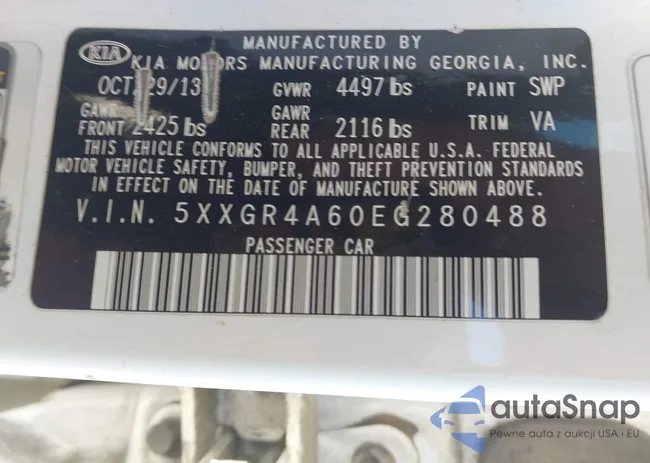 MANUFACTURED BY
KIA KIA MOTORS MANUFACTURING GEORGIA, INC.
OCT/29/13 GVWR 4497 lbs PAINT SWP
GAWR FRONT 2425 lbs GAWR REAR 2116 lbs TRIM VA
THIS VEHICLE CONFORMS TO ALL APPLICABLE U.S.A. FEDERAL
MOTOR VEHICLE SAFETY, BUMPER, AND THEFT PREVENTION STANDARDS
IN EFFECT ON THE DATE OF MANUFACTURE SHOWN ABOVE.
V.I.N. 5XXGR4A60EG280488
PASSENGER CAR
autaSnap
Pewne auta z aukcji USA i EU